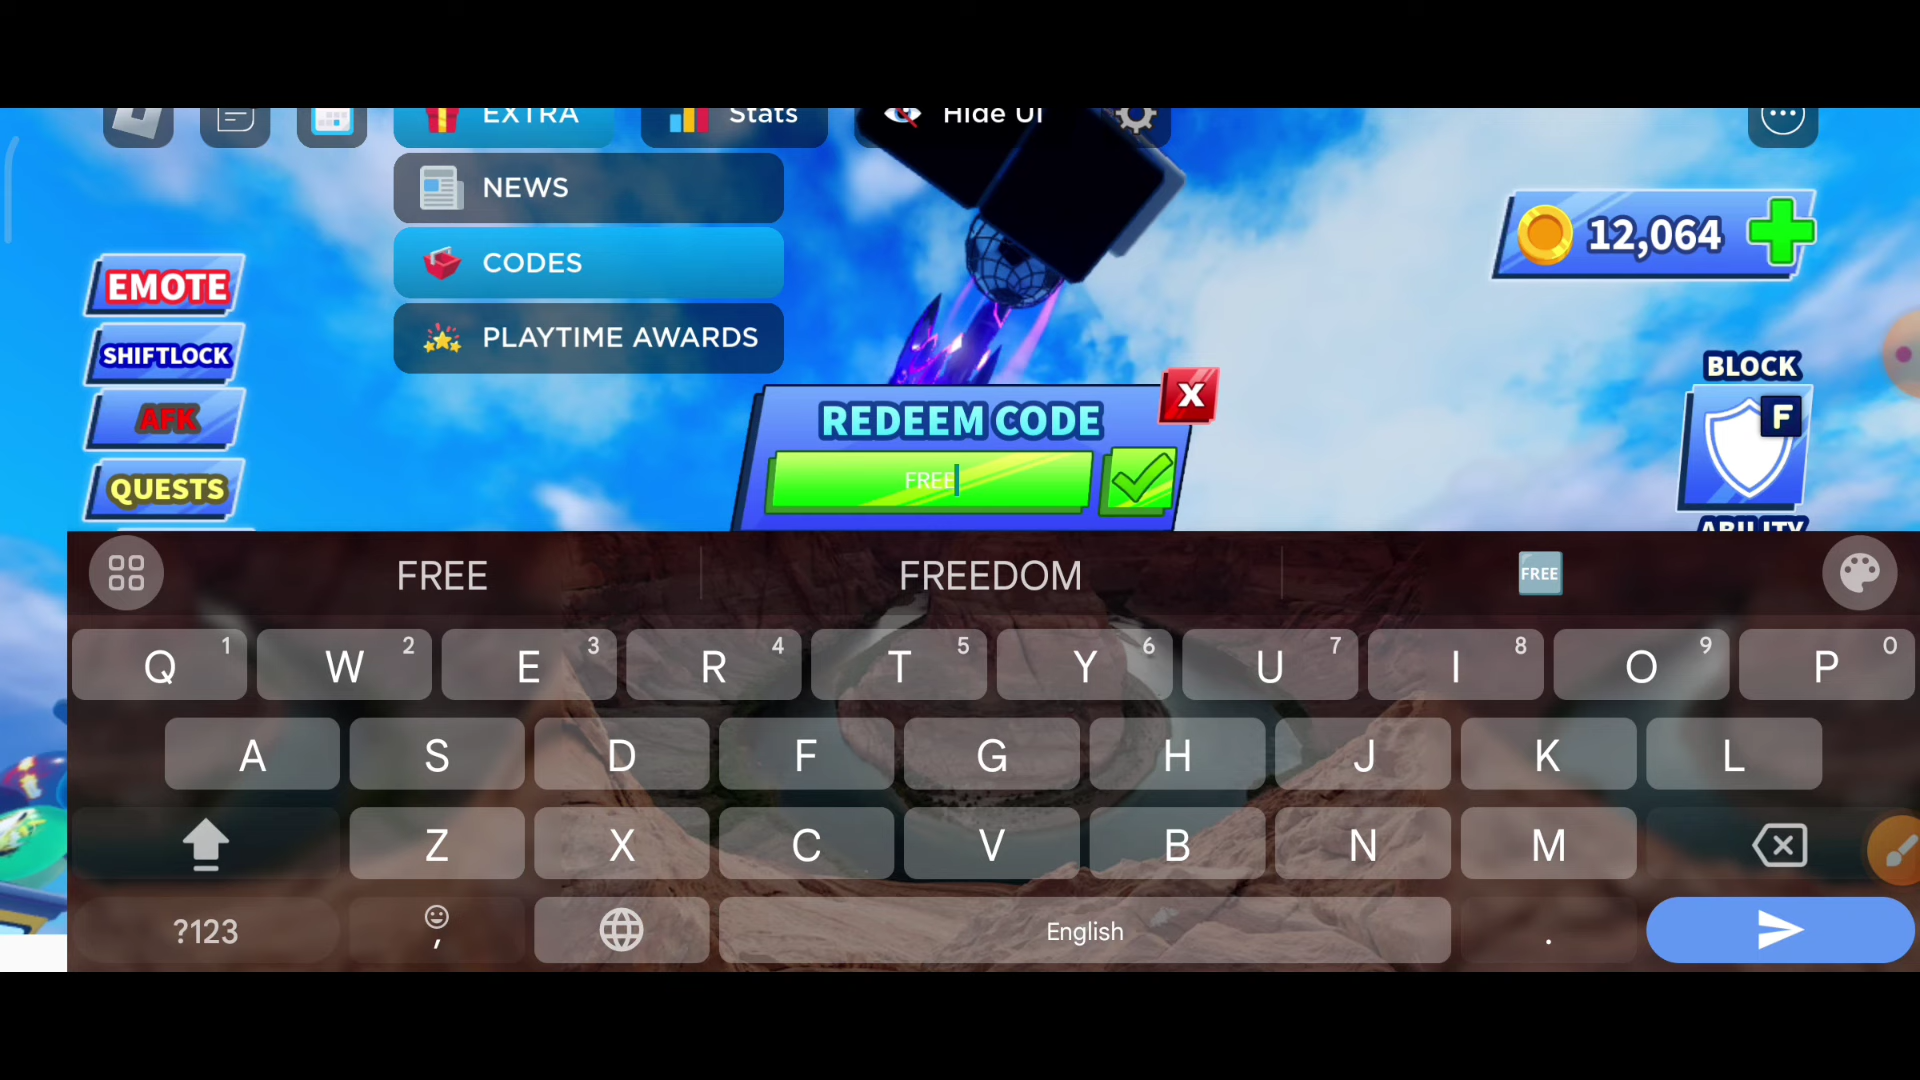 EXTRA
Stats
Hide UI
NEWS
12,064
CODES
EMOTE
PLAYTIME AWARDS
SHIFTLOCK
BLOCK
F
X
REDEEM CODE
AFK
FREE
QUESTS
ABILITY
FREE FREEDOM FREE
Q 1 W 2 E 3 R 4 T 5 Y 6 U 7 I 8 O 9 P 0
A S D F G H J K L
Z X C V B N M
?123 , English .